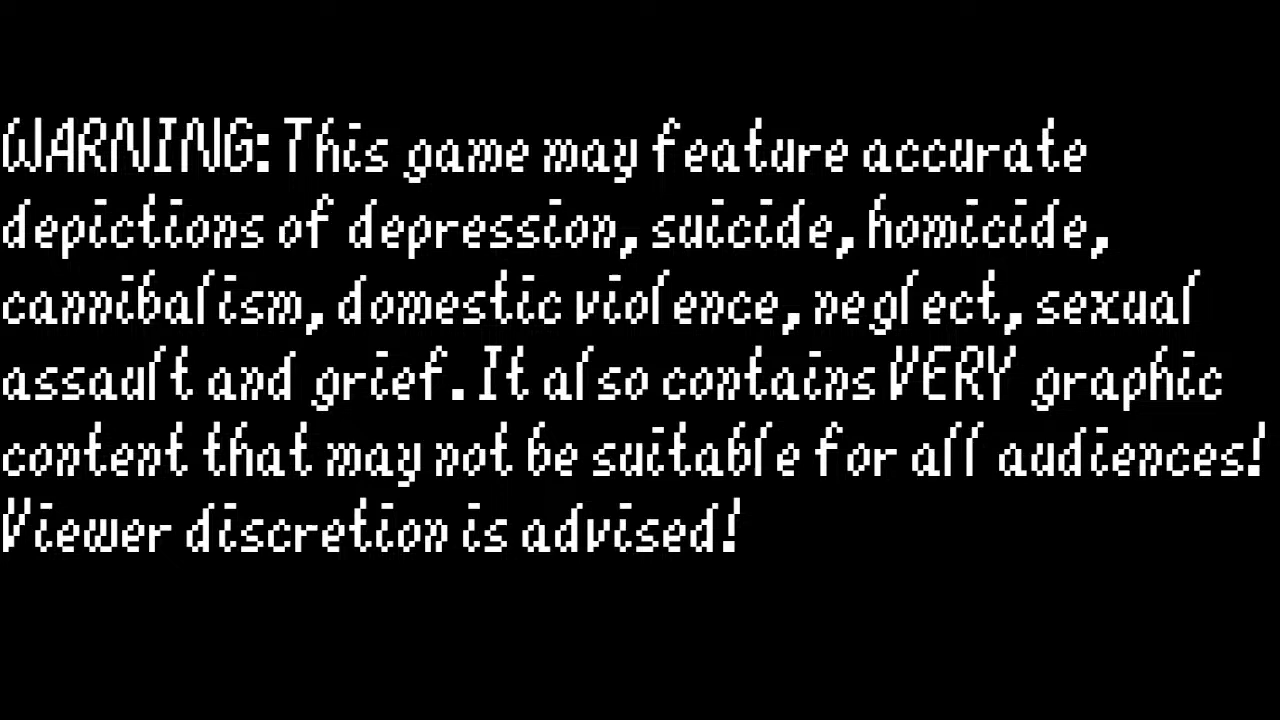 WARNING: This game may feature accurate
depictions of depression, suicide, homicide,
cannibalism, domestic violence, neglect, sexual
assault and grief. It also contains VERY graphic
content that may not be suitable for all audiences!
Viewer discretion is advised!